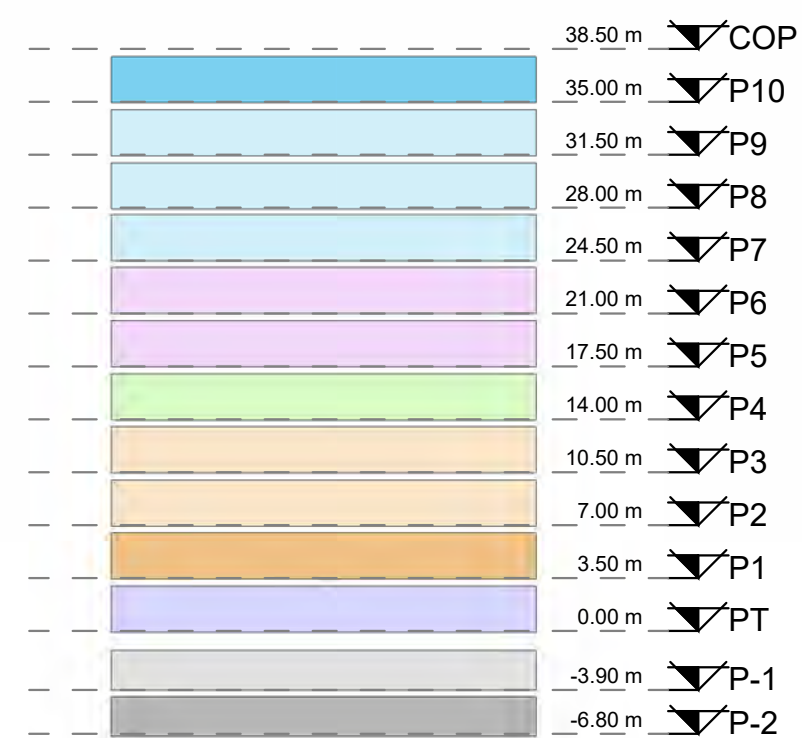 38.50 m COP
35.00 m P10
31.50 m P9
28.00 m P8
24.50 m P7
21.00 m P6
17.50 m P5
14.00 m P4
10.50 m P3
7.00 m P2
3.50 m P1
0.00 m PT
-3.90 m P-1
-6.80 m P-2